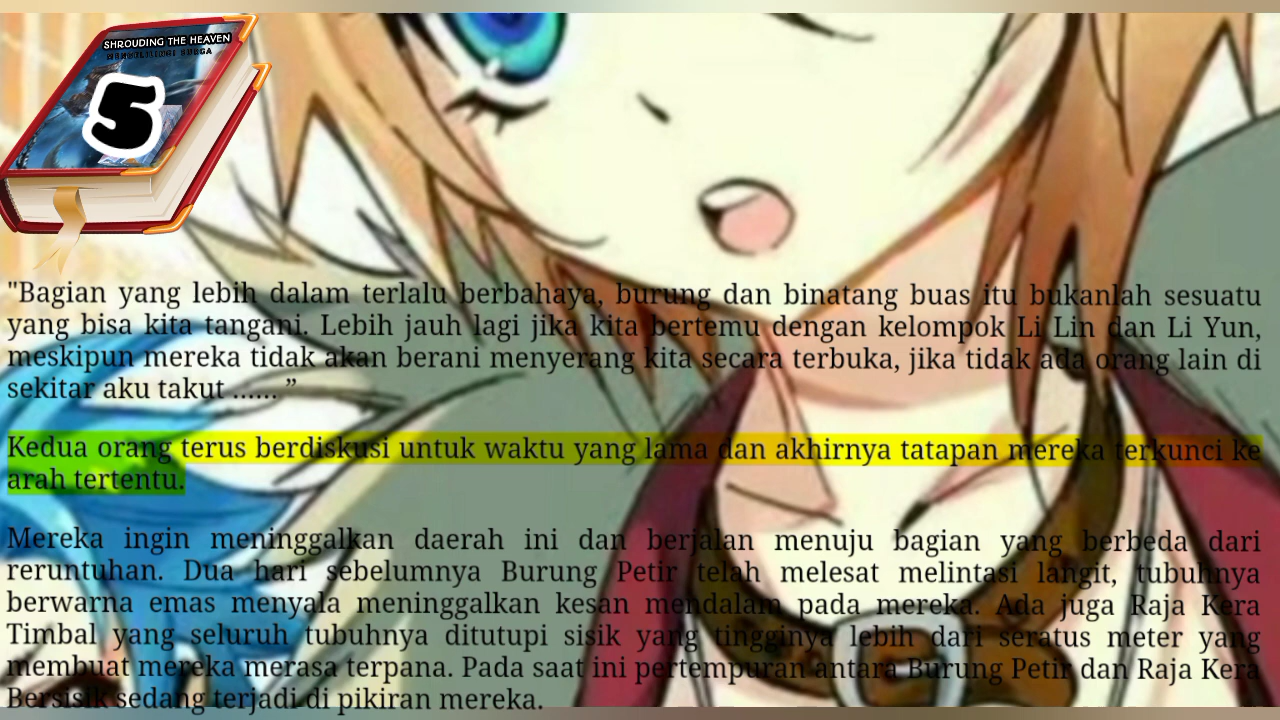 SHROUDING THE HEAVEN
5
"Bagian yang lebih dalam terlalu berbahaya, burung dan binatang buas itu bukanlah sesuatu
yang bisa kita tangani. Lebih jauh lagi jika kita bertemu dengan kelompok Li Lin dan Li Yun,
meskipun mereka tidak akan berani menyerang kita secara terbuka, jika tidak ada orang lain di
sekitar aku takut ......”
Kedua orang terus berdiskusi untuk waktu yang lama dan akhirnya tatapan mereka terkunci ke
arah tertentu.
Mereka ingin meninggalkan daerah ini dan berjalan menuju bagian yang berbeda dari
reruntuhan. Dua hari sebelumnya Burung Petir telah melesat melintasi langit, tubuhnya
berwarna emas menyala meninggalkan kesan mendalam pada mereka. Ada juga Raja Kera
Timbal yang seluruh tubuhnya ditutupi sisik yang tingginya lebih dari seratus meter yang
membuat mereka merasa terpana. Pada saat ini pertempuran antara Burung Petir dan Raja Kera
Bersisik sedang terjadi di pikiran mereka.